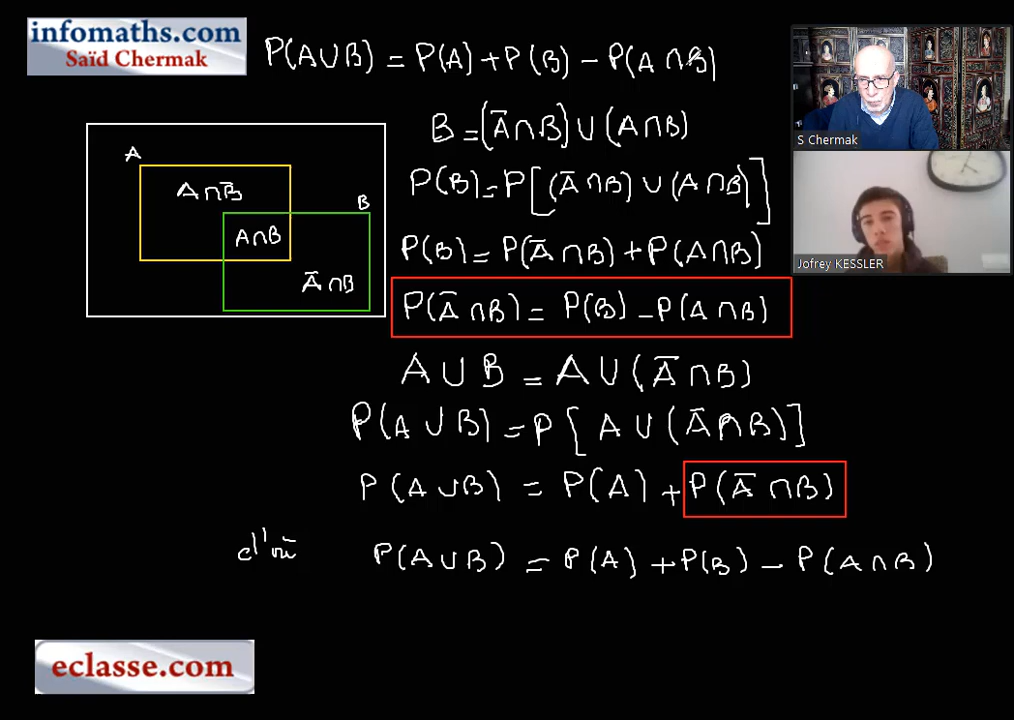 infomaths.com
Saïd Chermak
P(A∪B) = P(A) + P(B) - P(A∩B)
B = (A̅∩B) ∪ (A∩B)
P(B) = P[(A̅∩B) ∪ (A∩B)]
P(B) = P(A̅∩B) + P(A∩B)
P(A̅∩B) = P(B) - P(A∩B)
A
A∩B̅
B
A∩B
A̅∩B
S Chermak
Jofrey KESSLER
A∪B = A∪(A̅∩B)
P(A∪B) = P[A∪(A̅∩B)]
P(A∪B) = P(A) + P(A̅∩B)
d'où P(A∪B) = P(A) + P(B) - P(A∩B)
eclasse.com